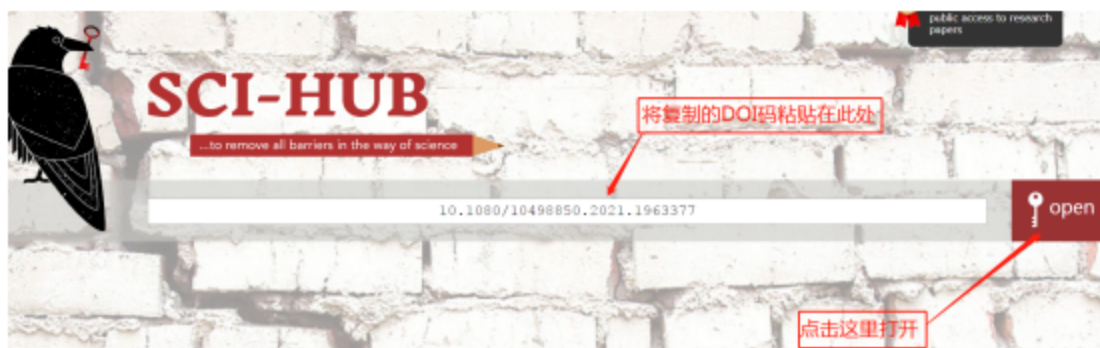 public access to research
papers
SCI-HUB
...to remove all barriers in the way of science
将复制的DOI码粘贴在此处
10.1080/10498850.2021.1963377
open
点击这里打开